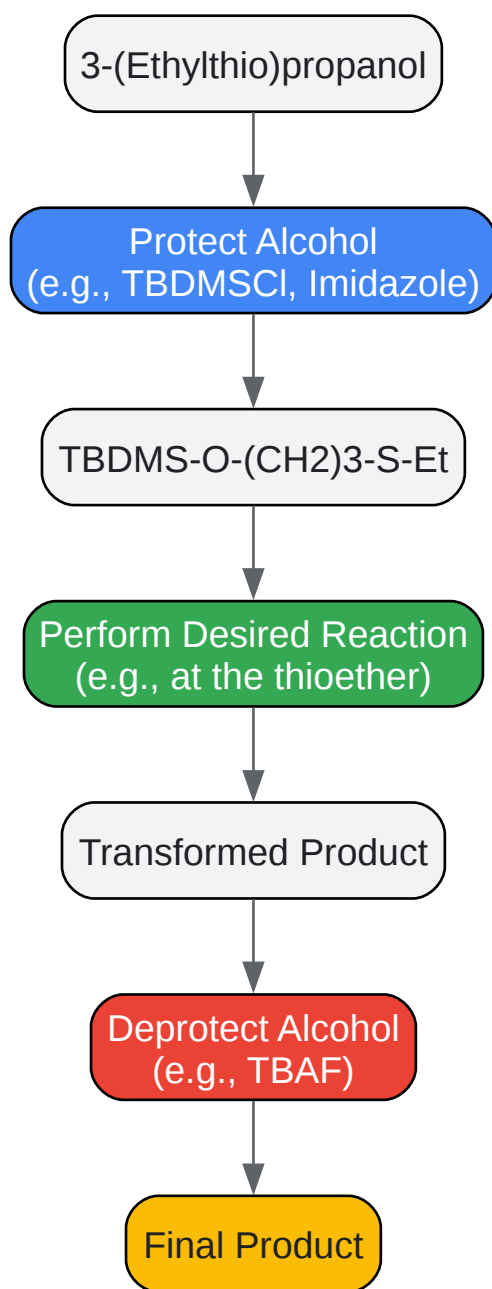 3-(Ethylthio)propanol
Protect Alcohol
(e.g., TBDMSCl, Imidazole)
TBDMS-O-(CH2)3-S-Et
Perform Desired Reaction
(e.g., at the thioether)
Transformed Product
Deprotect Alcohol
(e.g., TBAF)
Final Product